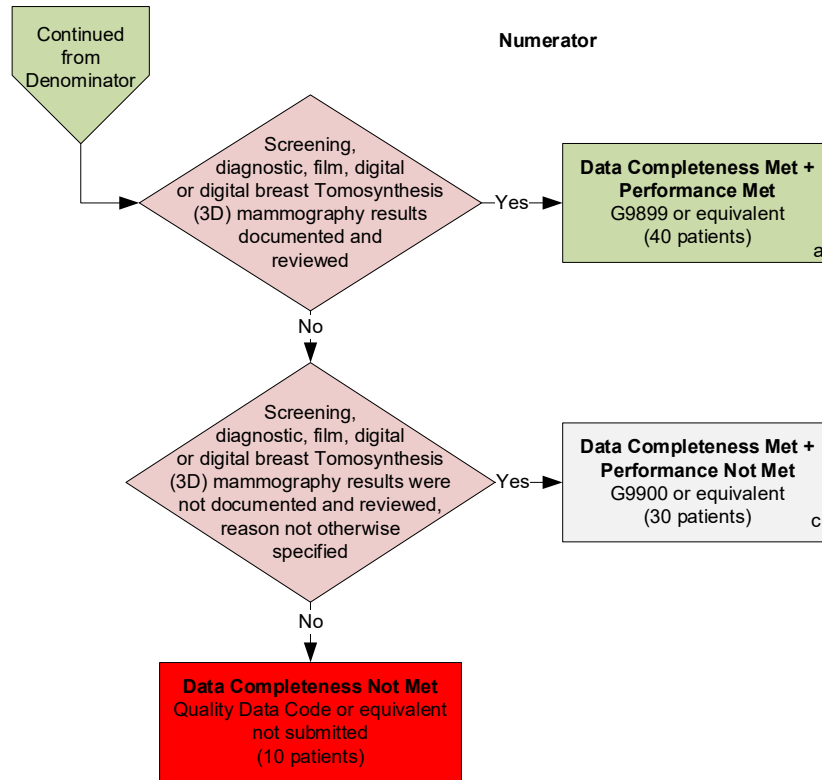 Continued
from
Denominator
Numerator
Screening,
diagnostic, film, digital
or digital breast Tomosynthesis
(3D) mammography results
documented and
reviewed
Yes
Data Completeness Met +
Performance Met
G9899 or equivalent
(40 patients)
a
No
Screening,
diagnostic, film, digital
or digital breast Tomosynthesis
(3D) mammography results were
not documented and reviewed,
reason not otherwise
specified
Yes
Data Completeness Met +
Performance Not Met
G9900 or equivalent
(30 patients)
c
No
Data Completeness Not Met
Quality Data Code or equivalent
not submitted
(10 patients)